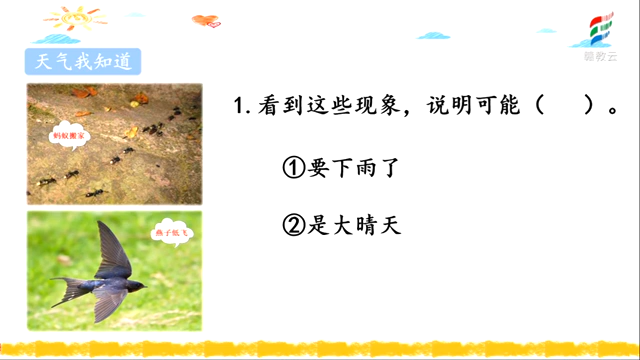 天气我知道
蚂蚁搬家
燕子低飞
1.看到这些现象，说明可能（　）。
①要下雨了
②是大晴天